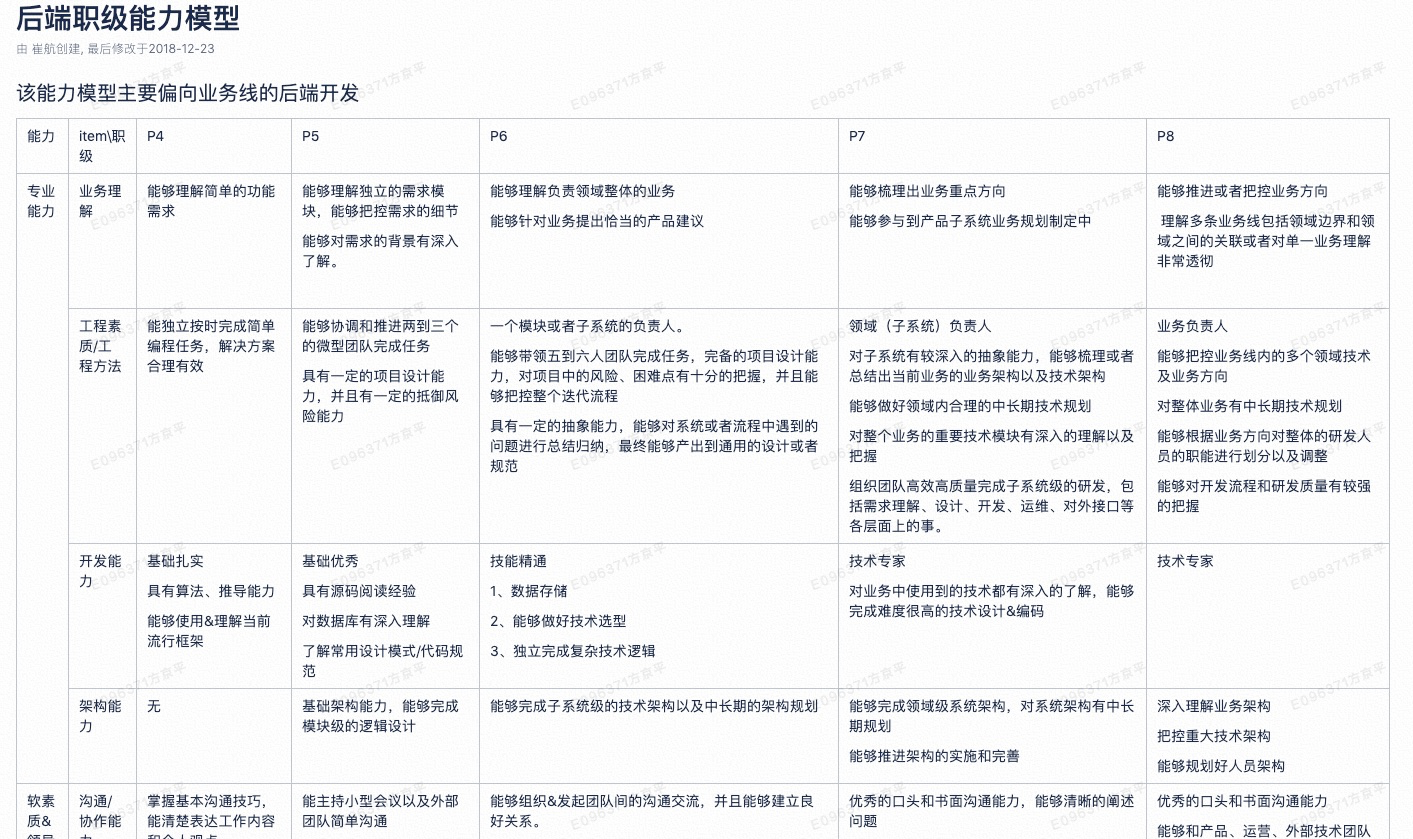 后端职级能力模型
由 崔航创建, 最后修改于2018-12-23
该能力模型主要偏向业务线的后端开发
能力
item\职
级
P4
P5
P6
P7
P8
专业
能力
业务理
解
能够理解简单的功能
需求
能够理解独立的需求模
块，能够把控需求的细节
能够对需求的背景有深入
了解。
能够理解负责领域整体的业务
能够针对业务提出恰当的产品建议
能够梳理出业务重点方向
能够参与到产品子系统业务规划制定中
能够推进或者把控业务方向
理解多条业务线包括领域边界和领
域之间的关联或者对单一业务理解
非常透彻
工程素
质/工
程方法
能独立按时完成简单
编程任务，解决方案
合理有效
能够协调和推进两到三个
的微型团队完成任务
具有一定的项目设计能
力，并且有一定的抵御风
险能力
一个模块或者子系统的负责人。
能够带领五到六人团队完成任务，完备的项目设计能
力，对项目中的风险、困难点有十分的把握，并且能
够把控整个迭代流程
具有一定的抽象能力，能够对系统或者流程中遇到的
问题进行总结归纳，最终能够产出到通用的设计或者
规范
领域（子系统）负责人
对子系统有较深入的抽象能力，能够梳理或者
总结出当前业务的业务架构以及技术架构
能够做好领域内合理的中长期技术规划
对整个业务的重要技术模块有深入的理解以及
把握
组织团队高效高质量完成子系统级的研发，包
括需求理解、设计、开发、运维、对外接口等
各层面上的事。
业务负责人
能够把控业务线内的多个领域技术
及业务方向
对整体业务有中长期技术规划
能够根据业务方向对整体的研发人
员的职能进行划分以及调整
能够对开发流程和研发质量有较强
的把握
开发能
力
基础扎实
具有算法、推导能力
能够使用&理解当前
流行框架
基础优秀
具有源码阅读经验
对数据库有深入理解
了解常用设计模式/代码规
范
技能精通
1、数据存储
2、能够做好技术选型
3、独立完成复杂技术逻辑
技术专家
对业务中使用到的技术都有深入的了解，能够
完成难度很高的技术设计&编码
技术专家
架构能
力
无
基础架构能力，能够完成
模块级的逻辑设计
能够完成子系统级的技术架构以及中长期的架构规划
能够完成领域级系统架构，对系统架构有中长
期规划
能够推进架构的实施和完善
深入理解业务架构
把控重大技术架构
能够规划好人员架构
软素
质&
沟通/
协作能
掌握基本沟通技巧，
能清楚表达工作内容
能主持小型会议以及外部
团队简单沟通
能够组织&发起团队间的沟通交流，并且能够建立良
好关系。
优秀的口头和书面沟通能力，能够清晰的阐述
问题
优秀的口头和书面沟通能力
能够和产品、运营、外部技术团队
E096371方京平